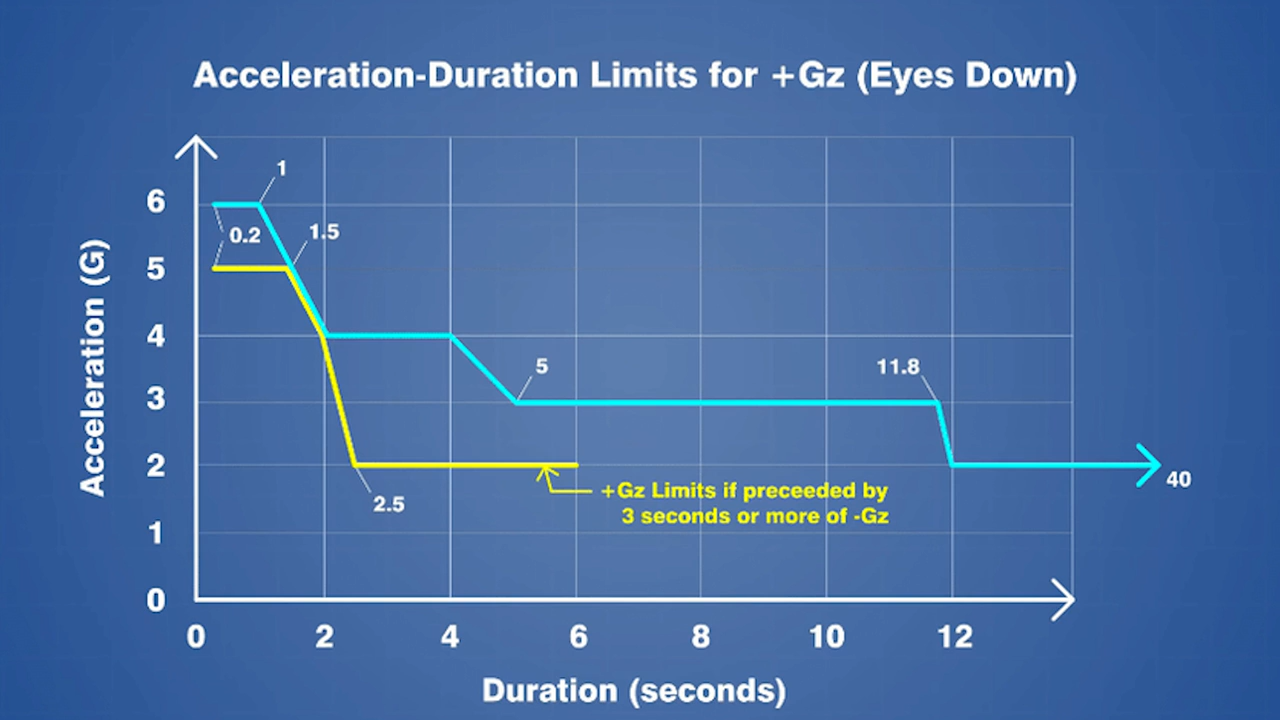 Acceleration-Duration Limits for +Gz (Eyes Down)
Acceleration (G)
6
5
4
3
2
1
0
1
0.2
1.5
5
11.8
2.5
40
+Gz Limits if preceeded by
3 seconds or more of -Gz
0 2 4 6 8 10 12
Duration (seconds)